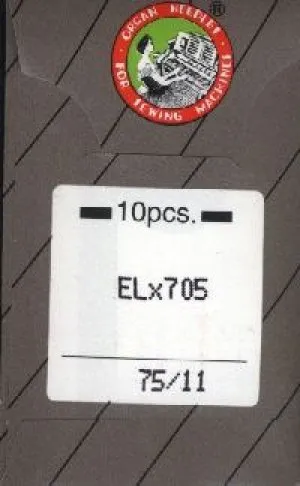 ORGAN NEEDLES ®
FOR SEWING MACHINES
10pcs.
ELx705
75/11